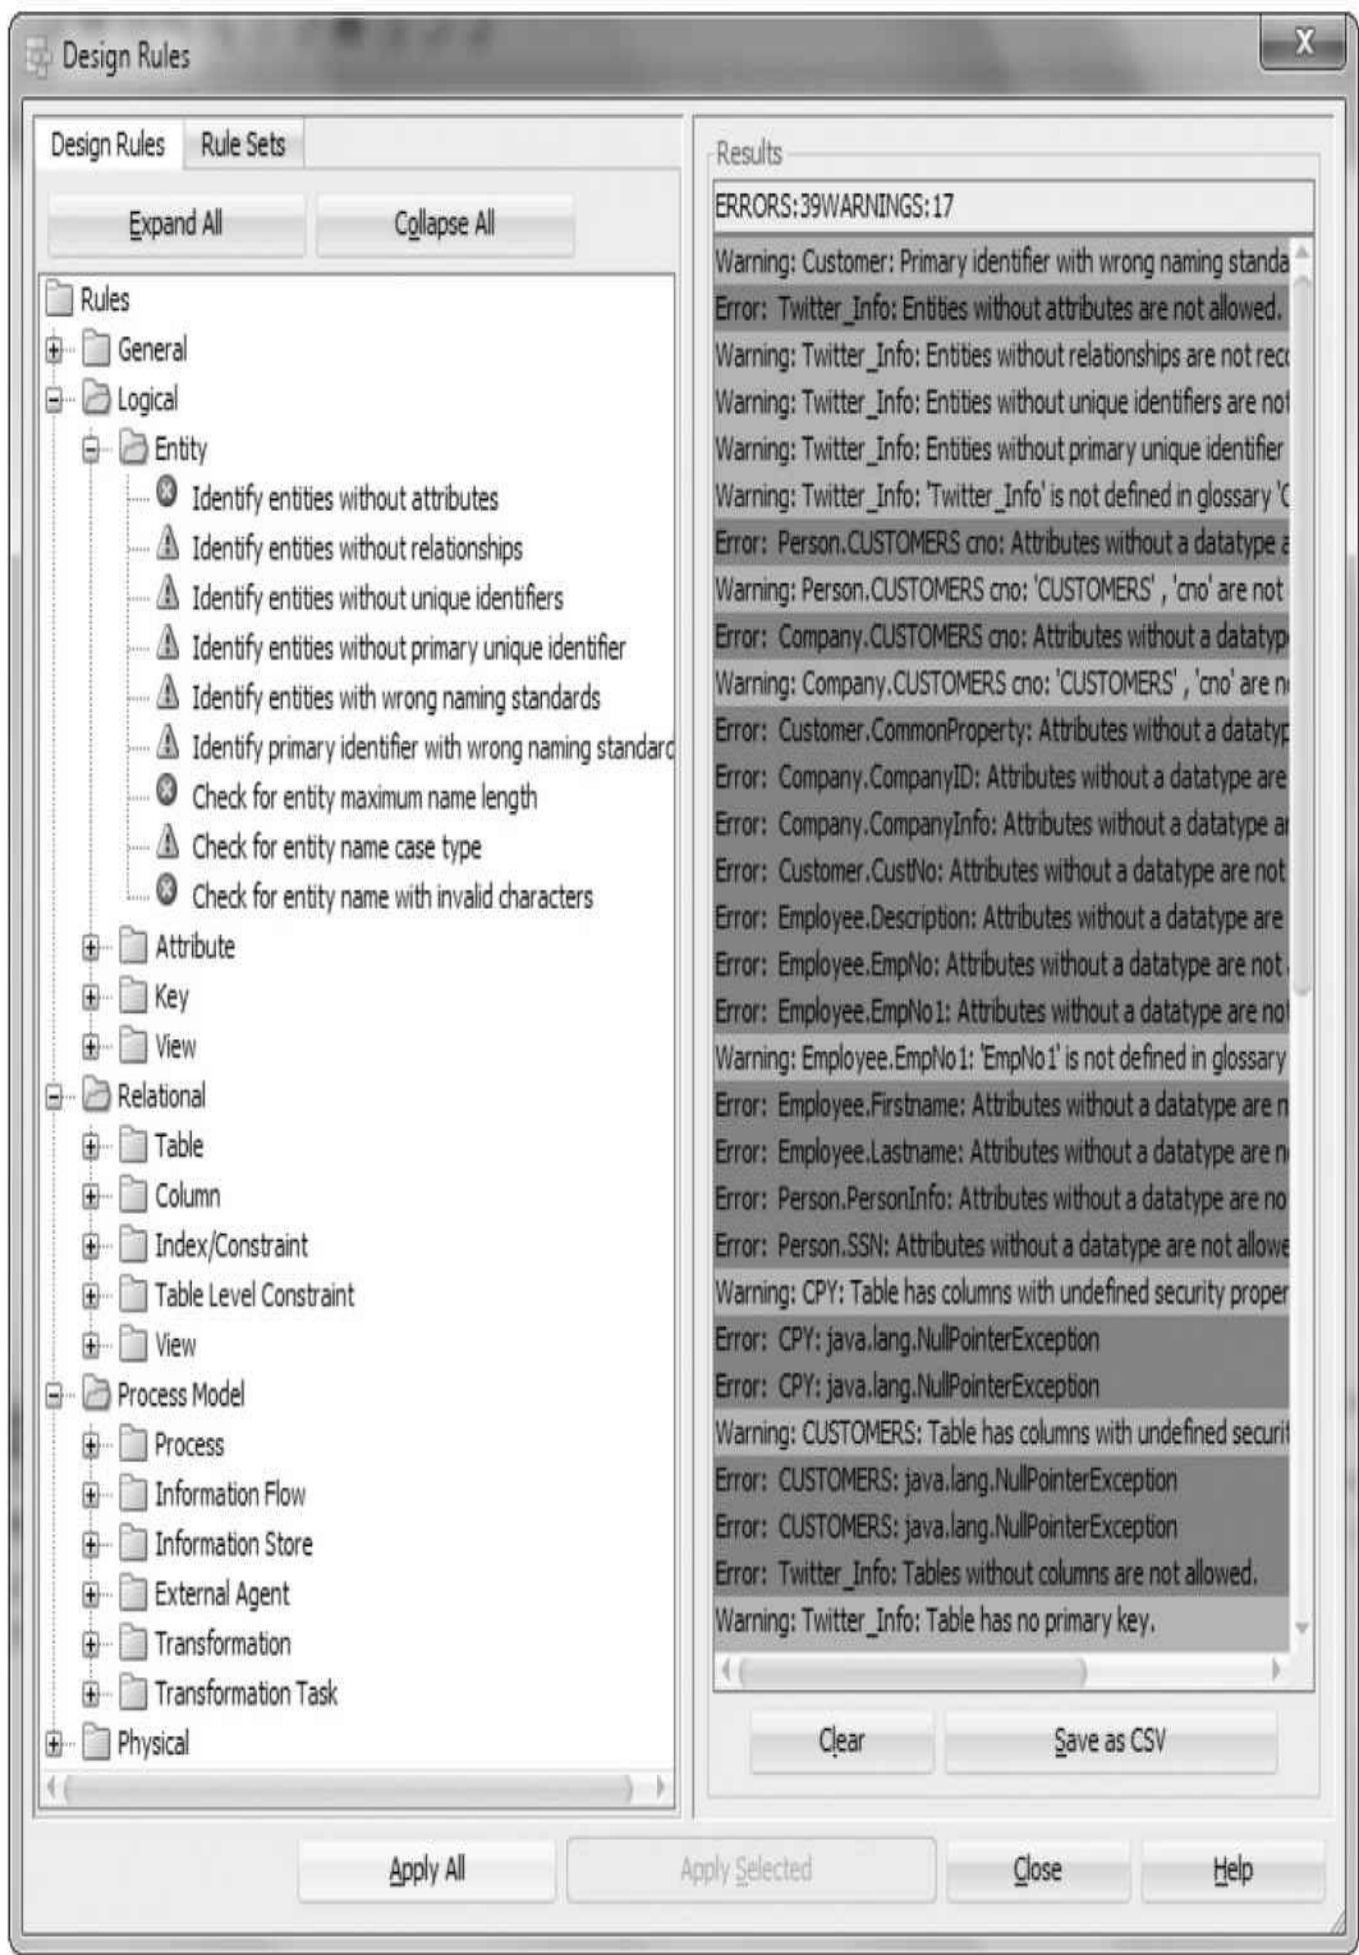 Design Rules
X
Design Rules
Rule Sets
Expand All
Collapse All
Rules
General
Logical
Entity
Identify entities without attributes
Identify entities without relationships
Identify entities without unique identifiers
Identify entities without primary unique identifier
Identify entities with wrong naming standards
Identify primary identifier with wrong naming standard
Check for entity maximum name length
Check for entity name case type
Check for entity name with invalid characters
Attribute
Key
View
Relational
Table
Column
Index/Constraint
Table Level Constraint
View
Process Model
Process
Information Flow
Information Store
External Agent
Transformation
Transformation Task
Physical
Results
ERRORS:39WARNINGS:17
Warning: Customer: Primary identifier with wrong naming standa
Error: Twitter_Info: Entities without attributes are not allowed.
Warning: Twitter_Info: Entities without relationships are not reco
Warning: Twitter_Info: Entities without unique identifiers are not
Warning: Twitter_Info: Entities without primary unique identifier
Warning: Twitter_Info: 'Twitter_Info' is not defined in glossary 'C
Error: Person.CUSTOMERS cno: Attributes without a datatype a
Warning: Person.CUSTOMERS cno: 'CUSTOMERS' , 'cno' are not
Error: Company.CUSTOMERS cno: Attributes without a datatyp
Warning: Company.CUSTOMERS cno: 'CUSTOMERS' , 'cno' are n
Error: Customer.CommonProperty: Attributes without a datatyp
Error: Company.CompanyID: Attributes without a datatype are
Error: Company.CompanyInfo: Attributes without a datatype ar
Error: Customer.CustNo: Attributes without a datatype are not
Error: Employee.Description: Attributes without a datatype are
Error: Employee.EmpNo: Attributes without a datatype are not
Error: Employee.EmpNo1: Attributes without a datatype are not
Warning: Employee.EmpNo1: 'EmpNo1' is not defined in glossary
Error: Employee.Firstname: Attributes without a datatype are n
Error: Employee.Lastname: Attributes without a datatype are n
Error: Person.PersonInfo: Attributes without a datatype are no
Error: Person.SSN: Attributes without a datatype are not allowe
Warning: CPY: Table has columns with undefined security proper
Error: CPY: java.lang.NullPointerException
Error: CPY: java.lang.NullPointerException
Warning: CUSTOMERS: Table has columns with undefined securit
Error: CUSTOMERS: java.lang.NullPointerException
Error: CUSTOMERS: java.lang.NullPointerException
Error: Twitter_Info: Tables without columns are not allowed.
Warning: Twitter_Info: Table has no primary key.
Clear
Save as CSV
Apply All
Apply Selected
Close
Help